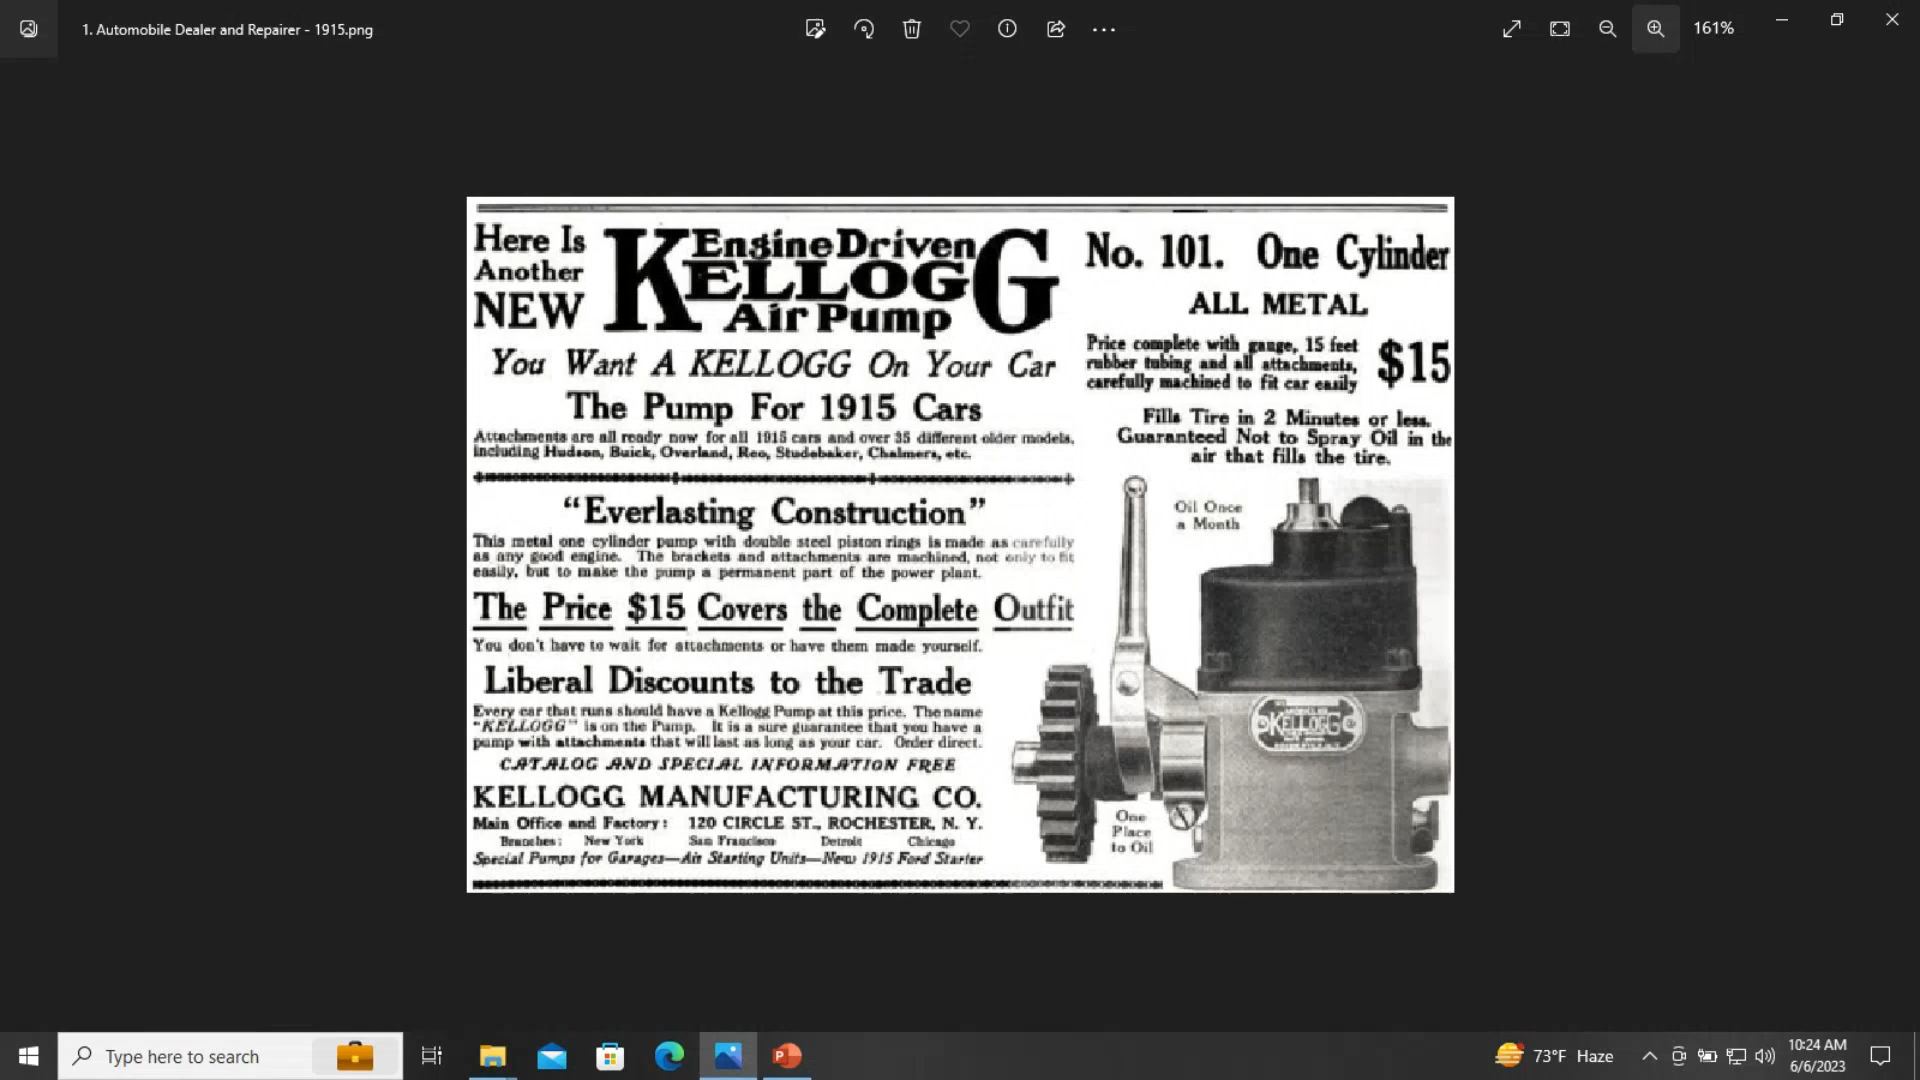 1. Automobile Dealer and Repairer - 1915.png
161%
Here Is
Another
NEW
Engine Driven
KELLOGG
Air Pump
You Want A KELLOGG On Your Car
The Pump For 1915 Cars
Attachments are all ready now for all 1915 cars and over 35 different older models,
including Hudson, Buick, Overland, Reo, Studebaker, Chalmers, etc.
"Everlasting Construction"
This metal one cylinder pump with double steel piston rings is made as carefully
as any good engine. The brackets and attachments are machined, not only to fit
easily, but to make the pump a permanent part of the power plant.
The Price $15 Covers the Complete Outfit
You don't have to wait for attachments or have them made yourself.
Liberal Discounts to the Trade
Every car that runs should have a Kellogg Pump at this price. The name
"KELLOGG" is on the Pump. It is a sure guarantee that you have a
pump with attachments that will last as long as your car. Order direct.
CATALOG AND SPECIAL INFORMATION FREE
KELLOGG MANUFACTURING CO.
Main Office and Factory: 120 CIRCLE ST., ROCHESTER, N. Y.
Branches: New York San Francisco Detroit Chicago
Special Pumps for Garages—Air Starting Units—New 1915 Ford Starter
No. 101. One Cylinder
ALL METAL
Price complete with gauge, 15 feet
rubber tubing and all attachments,
carefully machined to fit car easily
$15
Fills Tire in 2 Minutes or less.
Guaranteed Not to Spray Oil in the
air that fills the tire.
Oil Once
a Month
KELLOGG
One
Place
to Oil
Type here to search
73°F Haze
10:24 AM
6/6/2023